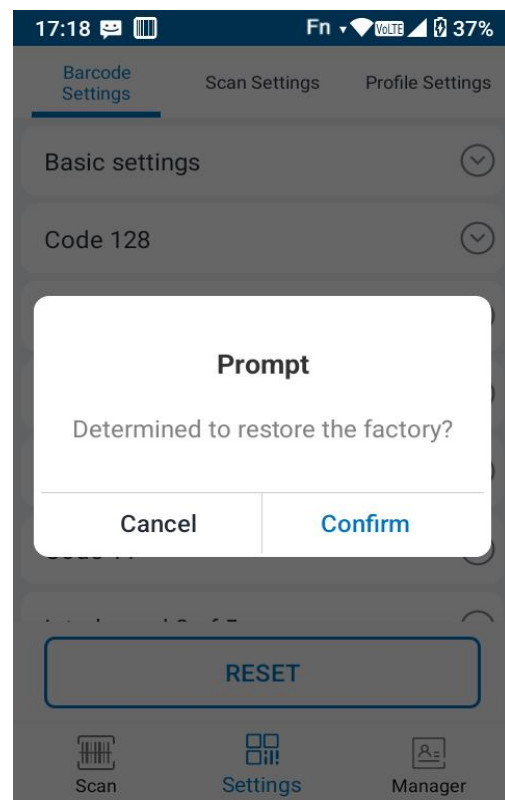 17:18 Fn VoLTE 37%
Barcode
Settings
Scan Settings
Profile Settings
Basic settings
Code 128
Prompt
Determined to restore the factory?
Cancel
Confirm
RESET
Scan
Settings
Manager